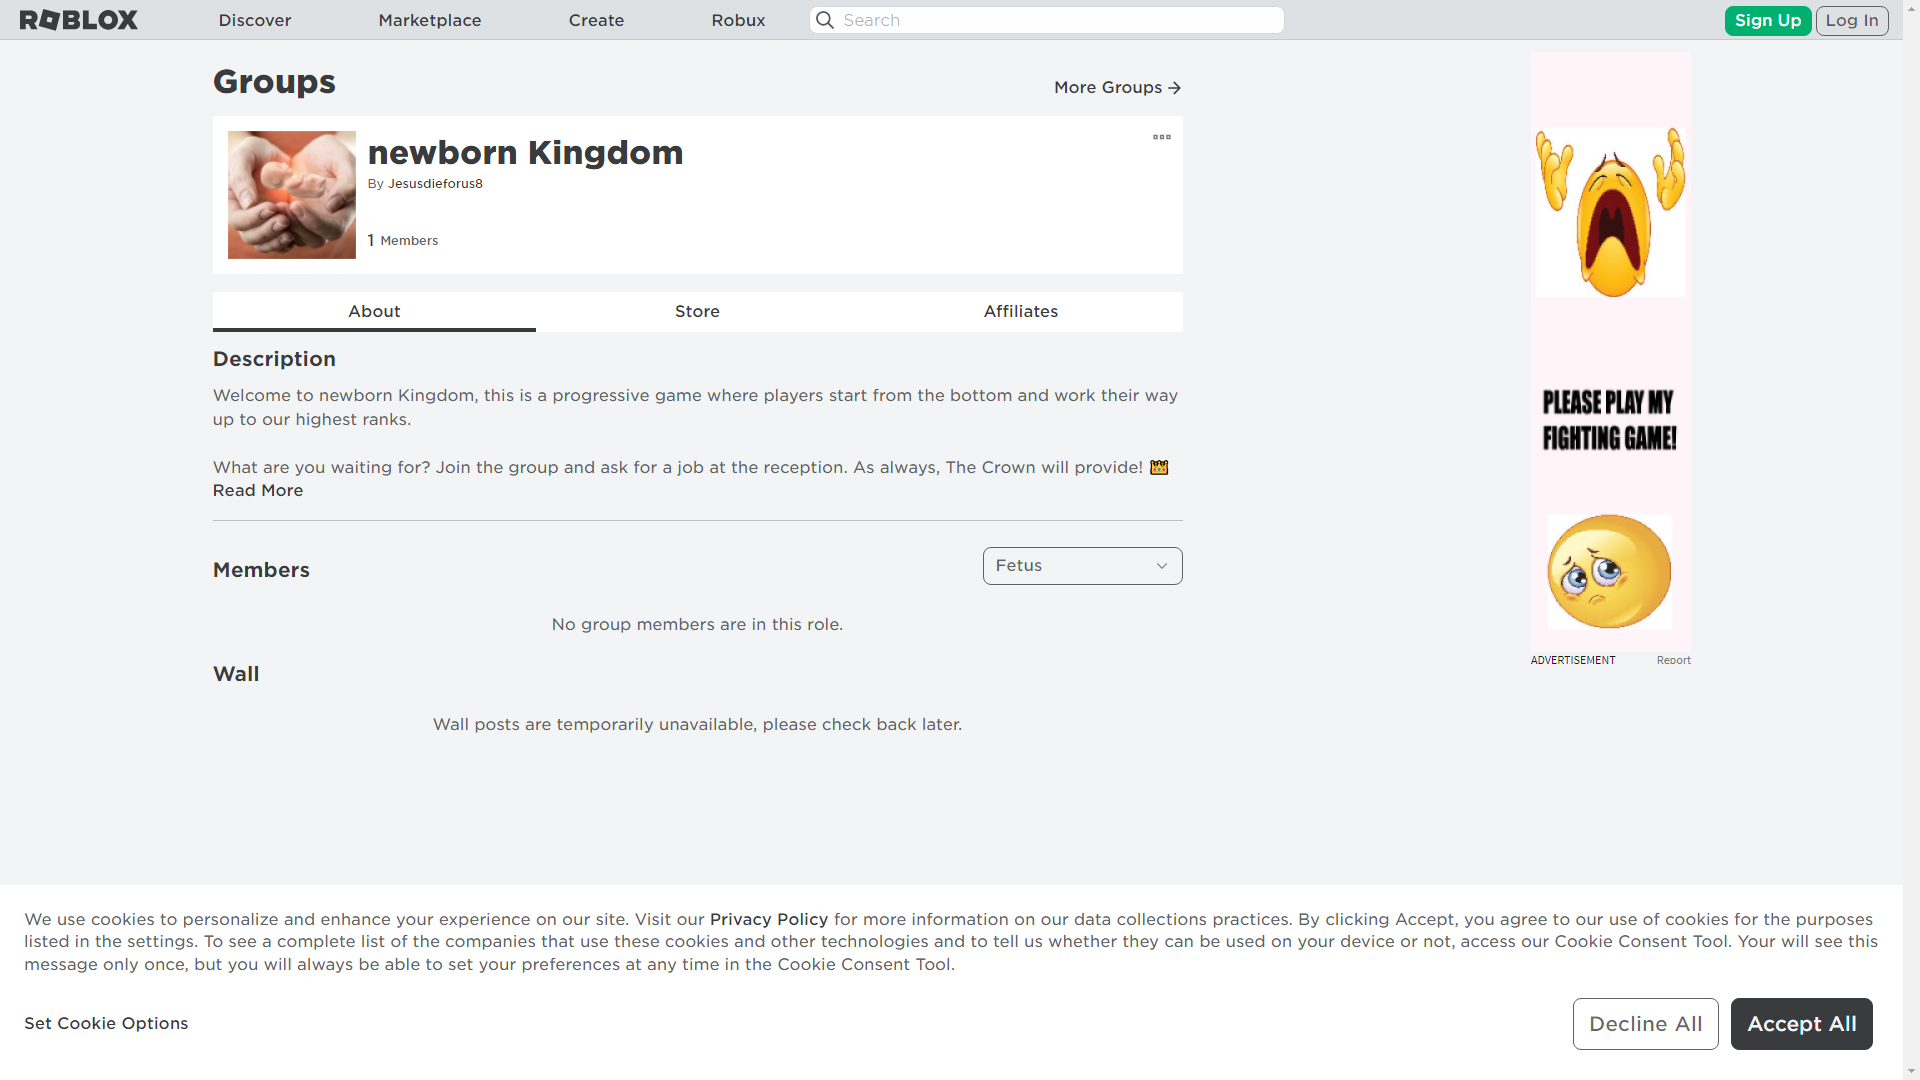 ROBLOX
Discover
Marketplace
Create
Robux
Search
Sign Up
Log In
Groups
More Groups
newborn Kingdom
By Jesusdieforus8
1 Members
About
Store
Affiliates
Description
Welcome to newborn Kingdom, this is a progressive game where players start from the bottom and work their way
up to our highest ranks.
What are you waiting for? Join the group and ask for a job at the reception. As always, The Crown will provide! 👑
Read More
Members
Fetus
No group members are in this role.
Wall
Wall posts are temporarily unavailable, please check back later.
PLEASE PLAY MY
FIGHTING GAME!
ADVERTISEMENT
Report
We use cookies to personalize and enhance your experience on our site. Visit our Privacy Policy for more information on our data collections practices. By clicking Accept, you agree to our use of cookies for the purposes
listed in the settings. To see a complete list of the companies that use these cookies and other technologies and to tell us whether they can be used on your device or not, access our Cookie Consent Tool. Your will see this
message only once, but you will always be able to set your preferences at any time in the Cookie Consent Tool.
Set Cookie Options
Decline All
Accept All